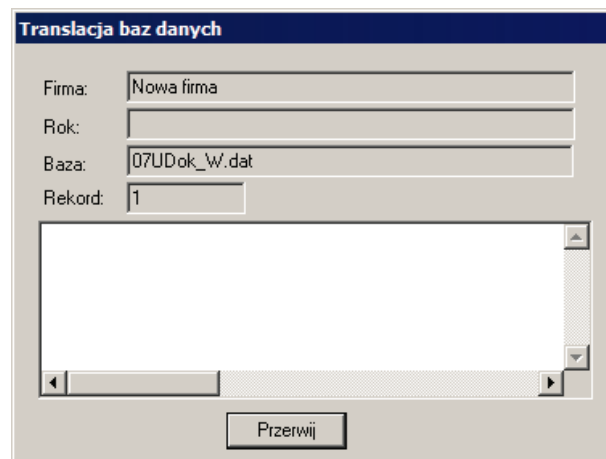 Translacja baz danych
Firma: Nowa firma
Rok:
Baza: 07UDok_W.dat
Rekord: 1
Przerwij